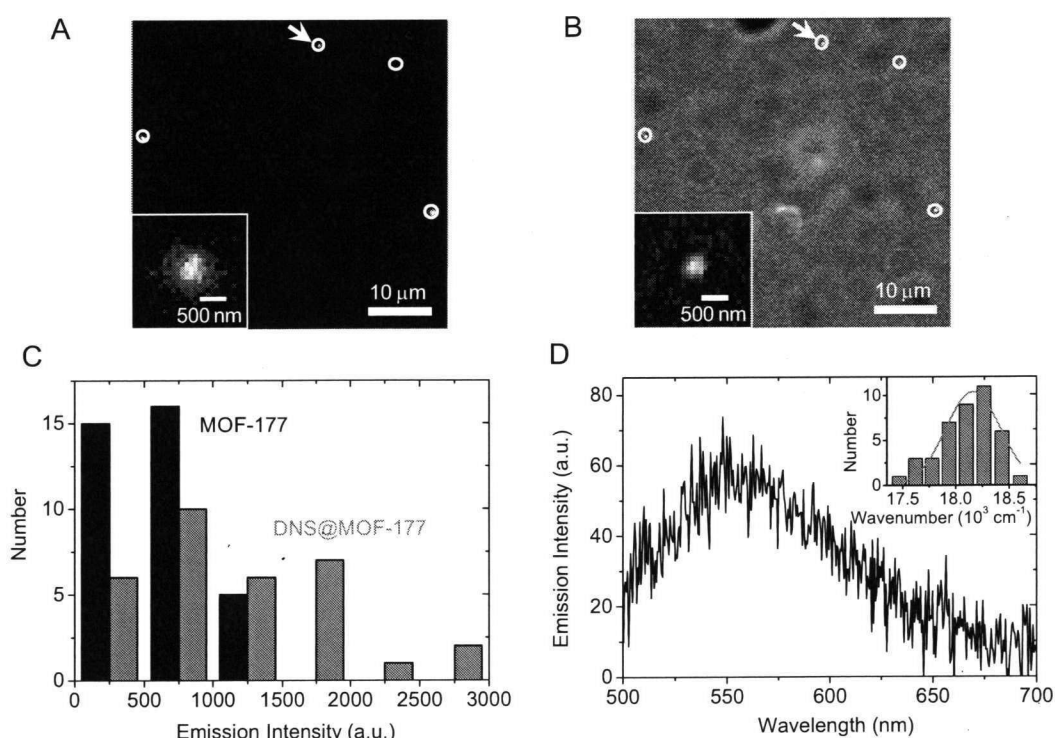 A
10 μm
500 nm
B
10 μm
500 nm
C
MOF-177
DNS@MOF-177
Number
15
10
5
0
0 500 1000 1500 2000 2500 3000
Emission Intensity (a.u.)
D
Emission Intensity (a.u.)
80
60
40
20
0
500 550 600 650 700
Wavelength (nm)
Number
10
5
0
17.5 18.0 18.5
Wavenumber (10³ cm⁻¹)